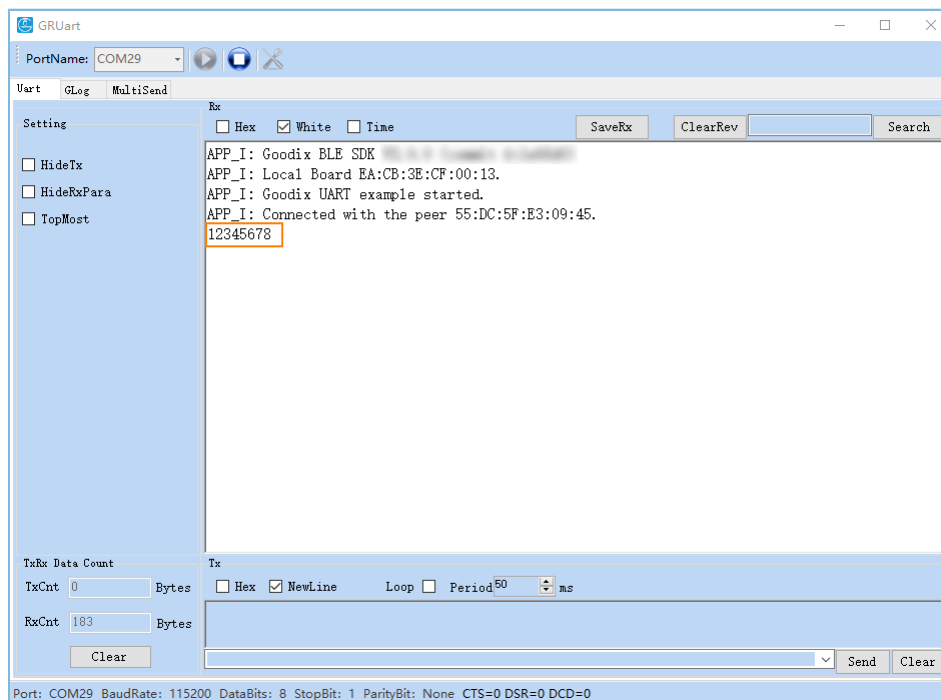 GRUart
PortName: COM29
Uart GLog MultiSend
Setting
HideTx
HideRxPara
TopMost
Rx
Hex White Time SaveRx ClearRev Search
APP_I: Goodix BLE SDK
APP_I: Local Board EA:CB:3E:CF:00:13.
APP_I: Goodix UART example started.
APP_I: Connected with the peer 55:DC:5F:E3:09:45.
12345678
TxRx Data Count
TxCnt 0 Bytes
RxCnt 183 Bytes
Clear
Tx
Hex NewLine Loop Period 50 ms
Send Clear
Port: COM29 BaudRate: 115200 DataBits: 8 StopBit: 1 ParityBit: None CTS=0 DSR=0 DCD=0